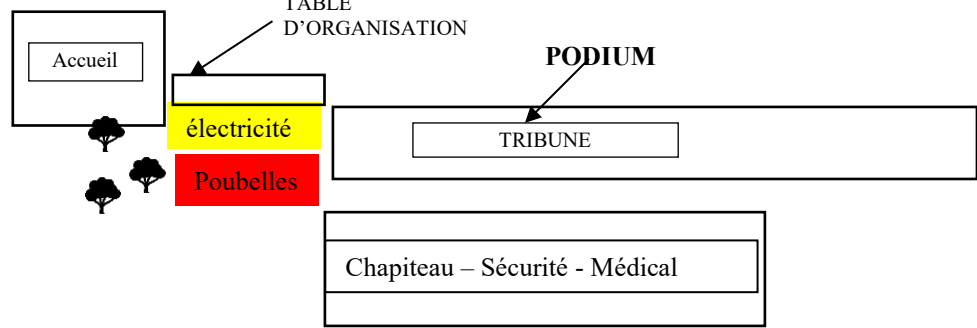 TABLE
D'ORGANISATION
Accueil
PODIUM
électricité
TRIBUNE
Poubelles
Chapiteau – Sécurité - Médical